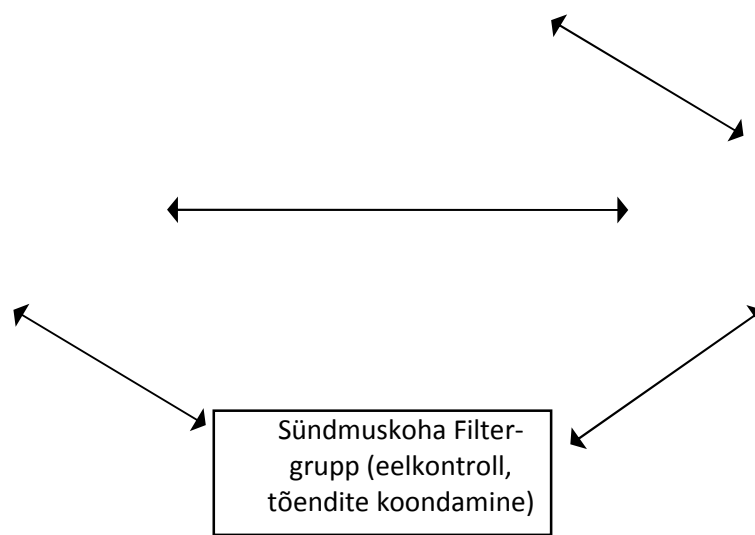 Sündmuskoha Filter-
grupp (eelkontroll,
tõendite koondamine)